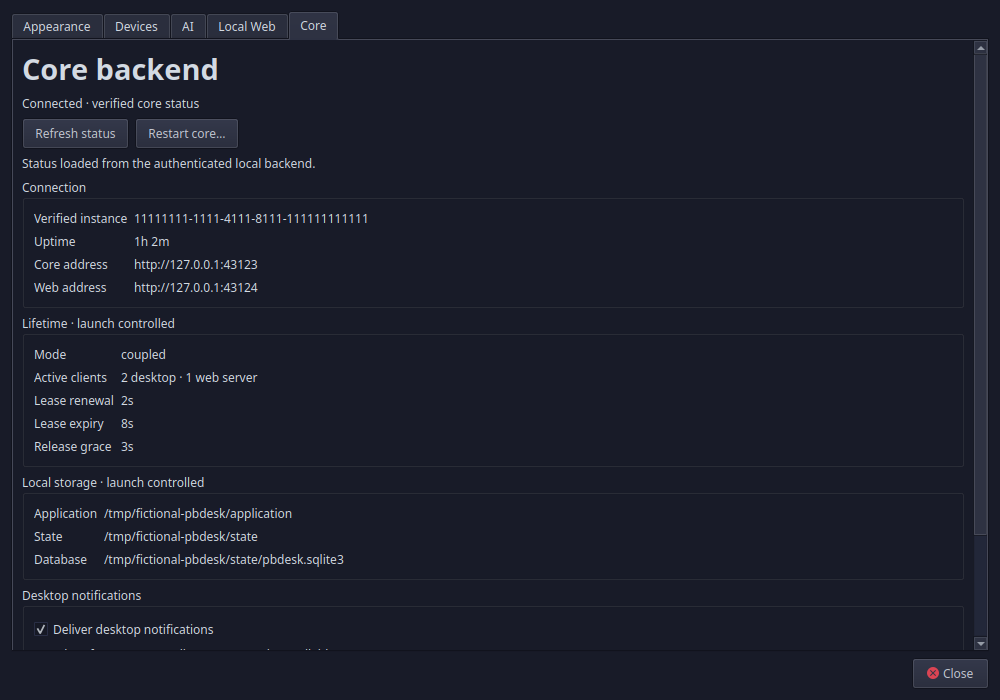 Appearance Devices AI Local Web Core
Core backend
Connected · verified core status
Refresh status Restart core...
Status loaded from the authenticated local backend.
Connection
Verified instance 11111111-1111-4111-8111-111111111111
Uptime 1h 2m
Core address http://127.0.0.1:43123
Web address http://127.0.0.1:43124
Lifetime · launch controlled
Mode coupled
Active clients 2 desktop · 1 web server
Lease renewal 2s
Lease expiry 8s
Release grace 3s
Local storage · launch controlled
Application /tmp/fictional-pbdesk/application
State /tmp/fictional-pbdesk/state
Database /tmp/fictional-pbdesk/state/pbdesk.sqlite3
Desktop notifications
Deliver desktop notifications
Close